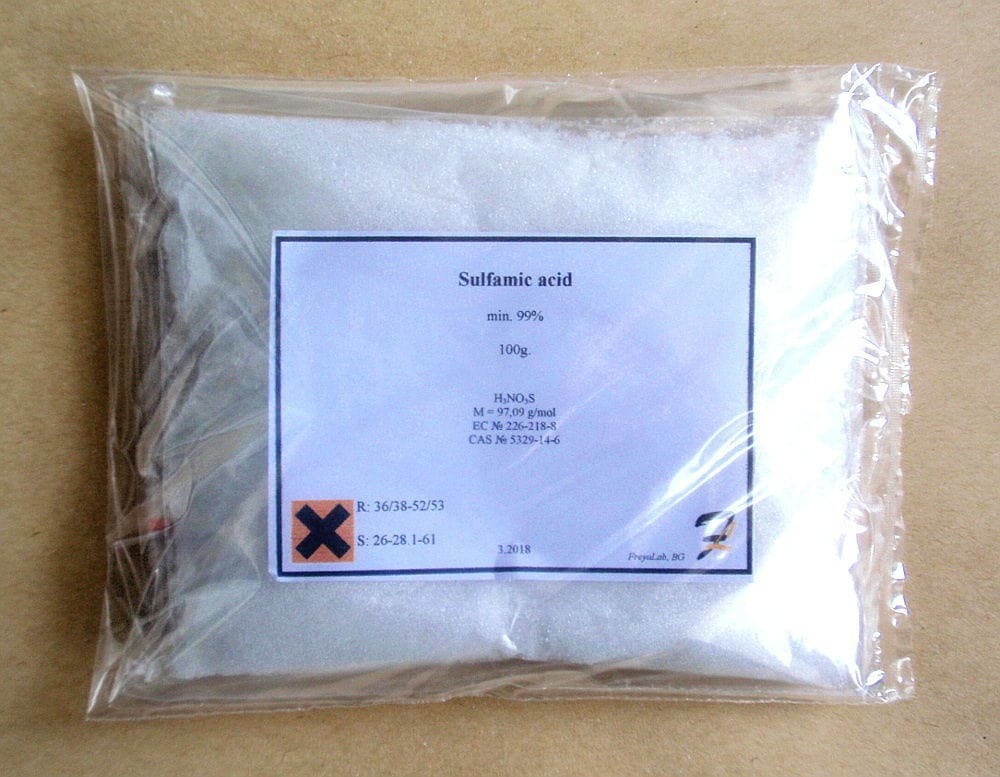 Sulfamic acid
min. 99%
100g.
H₃NO₃S
M = 97,09 g/mol
EC № 226-218-8
CAS № 5329-14-6
R: 36/38-52/53
S: 26-28.1-61
3.2018
FreyaLab, BG